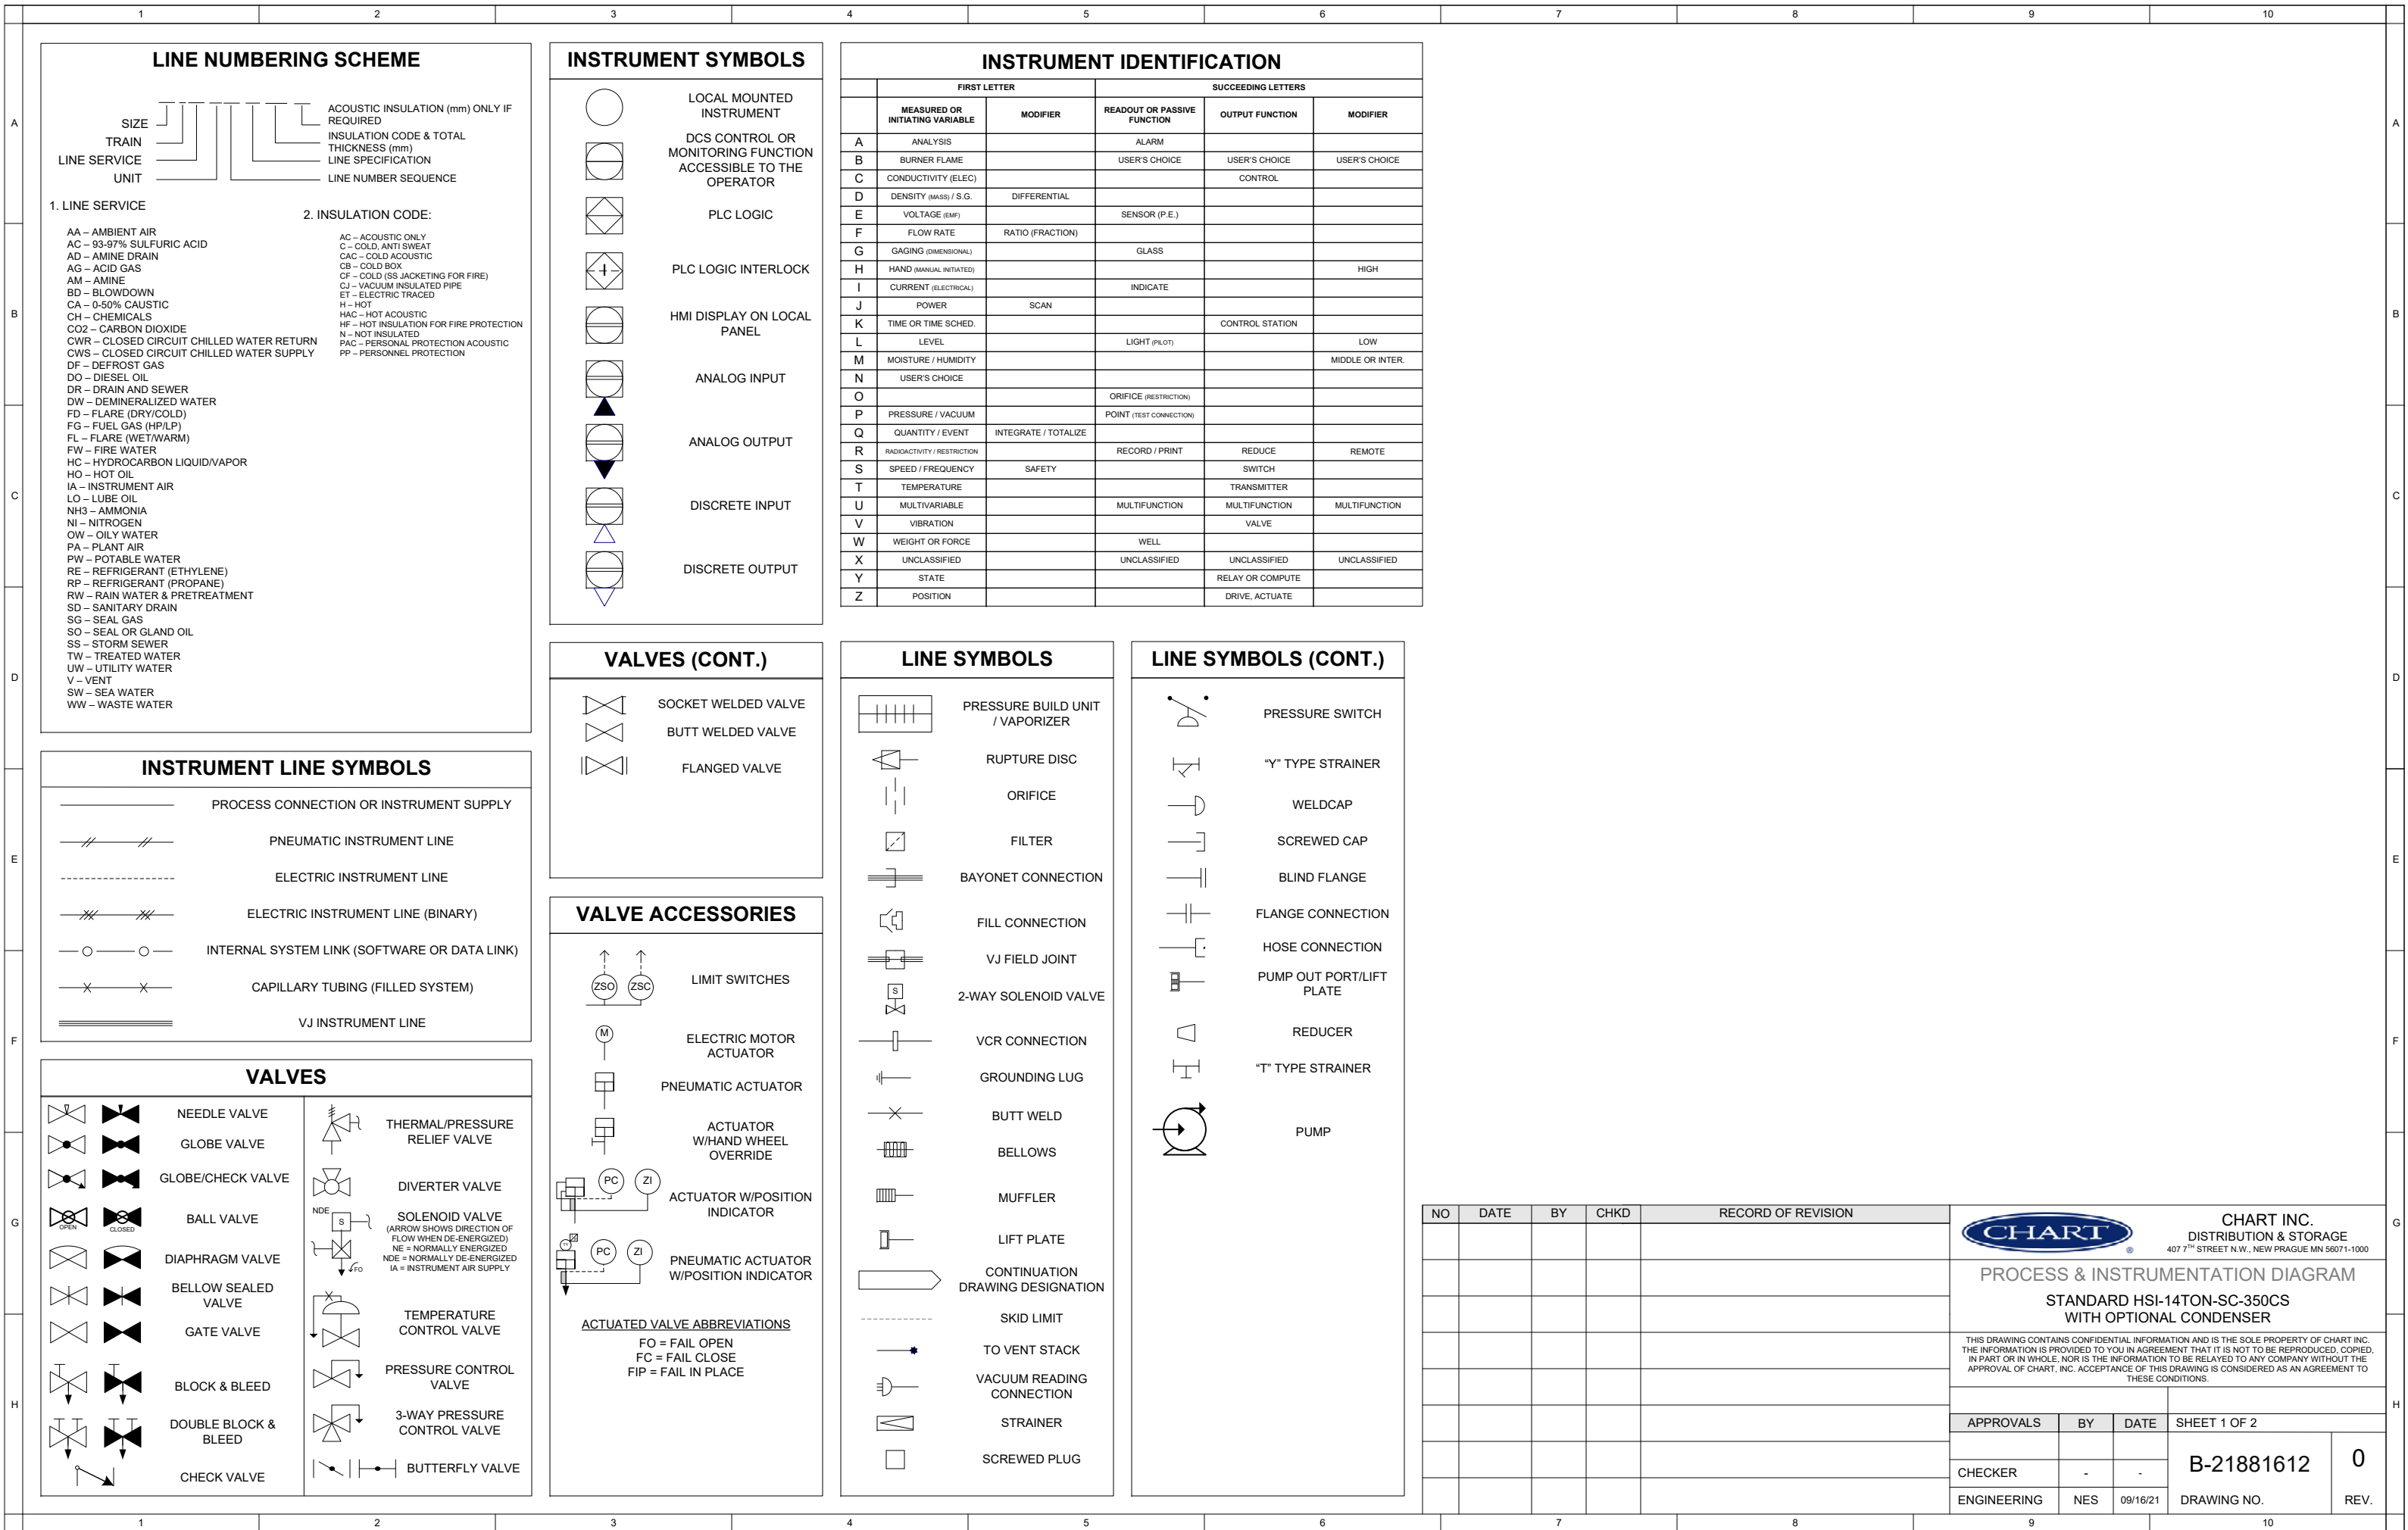 1 2 3 4 5 6 7 8 9 10
A
B
C
D
E
F
G
H
LINE NUMBERING SCHEME
SIZE
TRAIN
LINE SERVICE
UNIT
ACOUSTIC INSULATION (mm) ONLY IF
REQUIRED
INSULATION CODE & TOTAL
THICKNESS (mm)
LINE SPECIFICATION
LINE NUMBER SEQUENCE
1. LINE SERVICE
AA – AMBIENT AIR
AC – 93-97% SULFURIC ACID
AD – AMINE DRAIN
AG – ACID GAS
AM – AMINE
BD – BLOWDOWN
CA – 0-50% CAUSTIC
CH – CHEMICALS
CO2 – CARBON DIOXIDE
CWR – CLOSED CIRCUIT CHILLED WATER RETURN
CWS – CLOSED CIRCUIT CHILLED WATER SUPPLY
DF – DEFROST GAS
DO – DIESEL OIL
DR – DRAIN AND SEWER
DW – DEMINERALIZED WATER
FD – FLARE (DRY/COLD)
FG – FUEL GAS (HP/LP)
FL – FLARE (WET/WARM)
FW – FIRE WATER
HC – HYDROCARBON LIQUID/VAPOR
HO – HOT OIL
IA – INSTRUMENT AIR
LO – LUBE OIL
NH3 – AMMONIA
NI – NITROGEN
OW – OILY WATER
PA – PLANT AIR
PW – POTABLE WATER
RE – REFRIGERANT (ETHYLENE)
RP – REFRIGERANT (PROPANE)
RW – RAIN WATER & PRETREATMENT
SD – SANITARY DRAIN
SG – SEAL GAS
SO – SEAL OR GLAND OIL
SS – STORM SEWER
TW – TREATED WATER
UW – UTILITY WATER
V – VENT
SW – SEA WATER
WW – WASTE WATER
2. INSULATION CODE:
AC – ACOUSTIC ONLY
C – COLD, ANTI SWEAT
CAC – COLD ACOUSTIC
CB – COLD BOX
CF – COLD (SS JACKETING FOR FIRE)
CJ – VACUUM INSULATED PIPE
ET – ELECTRIC TRACED
H – HOT
HAC – HOT ACOUSTIC
HF – HOT INSULATION FOR FIRE PROTECTION
N – NOT INSULATED
PAC – PERSONAL PROTECTION ACOUSTIC
PP – PERSONNEL PROTECTION
INSTRUMENT LINE SYMBOLS
PROCESS CONNECTION OR INSTRUMENT SUPPLY
PNEUMATIC INSTRUMENT LINE
ELECTRIC INSTRUMENT LINE
ELECTRIC INSTRUMENT LINE (BINARY)
INTERNAL SYSTEM LINK (SOFTWARE OR DATA LINK)
CAPILLARY TUBING (FILLED SYSTEM)
VJ INSTRUMENT LINE
VALVES
NEEDLE VALVE
GLOBE VALVE
GLOBE/CHECK VALVE
OPEN CLOSED BALL VALVE
DIAPHRAGM VALVE
BELLOW SEALED
VALVE
GATE VALVE
BLOCK & BLEED
DOUBLE BLOCK &
BLEED
CHECK VALVE
THERMAL/PRESSURE
RELIEF VALVE
DIVERTER VALVE
NDE
S
FO
SOLENOID VALVE
(ARROW SHOWS DIRECTION OF
FLOW WHEN DE-ENERGIZED)
NE = NORMALLY ENERGIZED
NDE = NORMALLY DE-ENERGIZED
IA = INSTRUMENT AIR SUPPLY
TEMPERATURE
CONTROL VALVE
PRESSURE CONTROL
VALVE
3-WAY PRESSURE
CONTROL VALVE
BUTTERFLY VALVE
INSTRUMENT SYMBOLS
LOCAL MOUNTED
INSTRUMENT
DCS CONTROL OR
MONITORING FUNCTION
ACCESSIBLE TO THE
OPERATOR
PLC LOGIC
PLC LOGIC INTERLOCK
HMI DISPLAY ON LOCAL
PANEL
ANALOG INPUT
ANALOG OUTPUT
DISCRETE INPUT
DISCRETE OUTPUT
VALVES (CONT.)
SOCKET WELDED VALVE
BUTT WELDED VALVE
FLANGED VALVE
VALVE ACCESSORIES
ZSO ZSC LIMIT SWITCHES
M
ELECTRIC MOTOR
ACTUATOR
PNEUMATIC ACTUATOR
ACTUATOR
W/HAND WHEEL
OVERRIDE
PC ZI
ACTUATOR W/POSITION
INDICATOR
PC ZI
PNEUMATIC ACTUATOR
W/POSITION INDICATOR
ACTUATED VALVE ABBREVIATIONS
FO = FAIL OPEN
FC = FAIL CLOSE
FIP = FAIL IN PLACE
INSTRUMENT IDENTIFICATION
FIRST LETTER SUCCEEDING LETTERS
MEASURED OR INITIATING VARIABLE MODIFIER READOUT OR PASSIVE FUNCTION OUTPUT FUNCTION MODIFIER
A ANALYSIS ALARM
B BURNER FLAME USER'S CHOICE USER'S CHOICE USER'S CHOICE
C CONDUCTIVITY (ELEC) CONTROL
D DENSITY (MASS) / S.G. DIFFERENTIAL
E VOLTAGE (EMF) SENSOR (P.E.)
F FLOW RATE RATIO (FRACTION)
G GAGING (DIMENSIONAL) GLASS
H HAND (MANUAL INITIATED) HIGH
I CURRENT (ELECTRICAL) INDICATE
J POWER SCAN
K TIME OR TIME SCHED. CONTROL STATION
L LEVEL LIGHT (PILOT) LOW
M MOISTURE / HUMIDITY MIDDLE OR INTER.
N USER'S CHOICE
O ORIFICE (RESTRICTION)
P PRESSURE / VACUUM POINT (TEST CONNECTION)
Q QUANTITY / EVENT INTEGRATE / TOTALIZE
R RADIOACTIVITY / RESTRICTION RECORD / PRINT REDUCE REMOTE
S SPEED / FREQUENCY SAFETY SWITCH
T TEMPERATURE TRANSMITTER
U MULTIVARIABLE MULTIFUNCTION MULTIFUNCTION MULTIFUNCTION
V VIBRATION VALVE
W WEIGHT OR FORCE WELL
X UNCLASSIFIED UNCLASSIFIED UNCLASSIFIED UNCLASSIFIED
Y STATE RELAY OR COMPUTE
Z POSITION DRIVE, ACTUATE
LINE SYMBOLS
PRESSURE BUILD UNIT
/ VAPORIZER
RUPTURE DISC
ORIFICE
FILTER
BAYONET CONNECTION
FILL CONNECTION
VJ FIELD JOINT
S
2-WAY SOLENOID VALVE
VCR CONNECTION
GROUNDING LUG
BUTT WELD
BELLOWS
MUFFLER
LIFT PLATE
CONTINUATION
DRAWING DESIGNATION
SKID LIMIT
TO VENT STACK
VACUUM READING
CONNECTION
STRAINER
SCREWED PLUG
LINE SYMBOLS (CONT.)
PRESSURE SWITCH
“Y” TYPE STRAINER
WELDCAP
SCREWED CAP
BLIND FLANGE
FLANGE CONNECTION
HOSE CONNECTION
PUMP OUT PORT/LIFT
PLATE
REDUCER
“T” TYPE STRAINER
PUMP
NO DATE BY CHKD RECORD OF REVISION
CHART ®
CHART INC.
DISTRIBUTION & STORAGE
407 7TH STREET N.W., NEW PRAGUE MN 56071-1000
PROCESS & INSTRUMENTATION DIAGRAM
STANDARD HSI-14TON-SC-350CS
WITH OPTIONAL CONDENSER
THIS DRAWING CONTAINS CONFIDENTIAL INFORMATION AND IS THE SOLE PROPERTY OF CHART INC.
THE INFORMATION IS PROVIDED TO YOU IN AGREEMENT THAT IT IS NOT TO BE REPRODUCED, COPIED,
IN PART OR IN WHOLE, NOR IS THE INFORMATION TO BE RELAYED TO ANY COMPANY WITHOUT THE
APPROVAL OF CHART, INC. ACCEPTANCE OF THIS DRAWING IS CONSIDERED AS AN AGREEMENT TO
THESE CONDITIONS.
APPROVALS BY DATE SHEET 1 OF 2
CHECKER - -
B-21881612 0
ENGINEERING NES 09/16/21 DRAWING NO. REV.
A
B
C
D
E
F
G
H
1 2 3 4 5 6 7 8 9 10